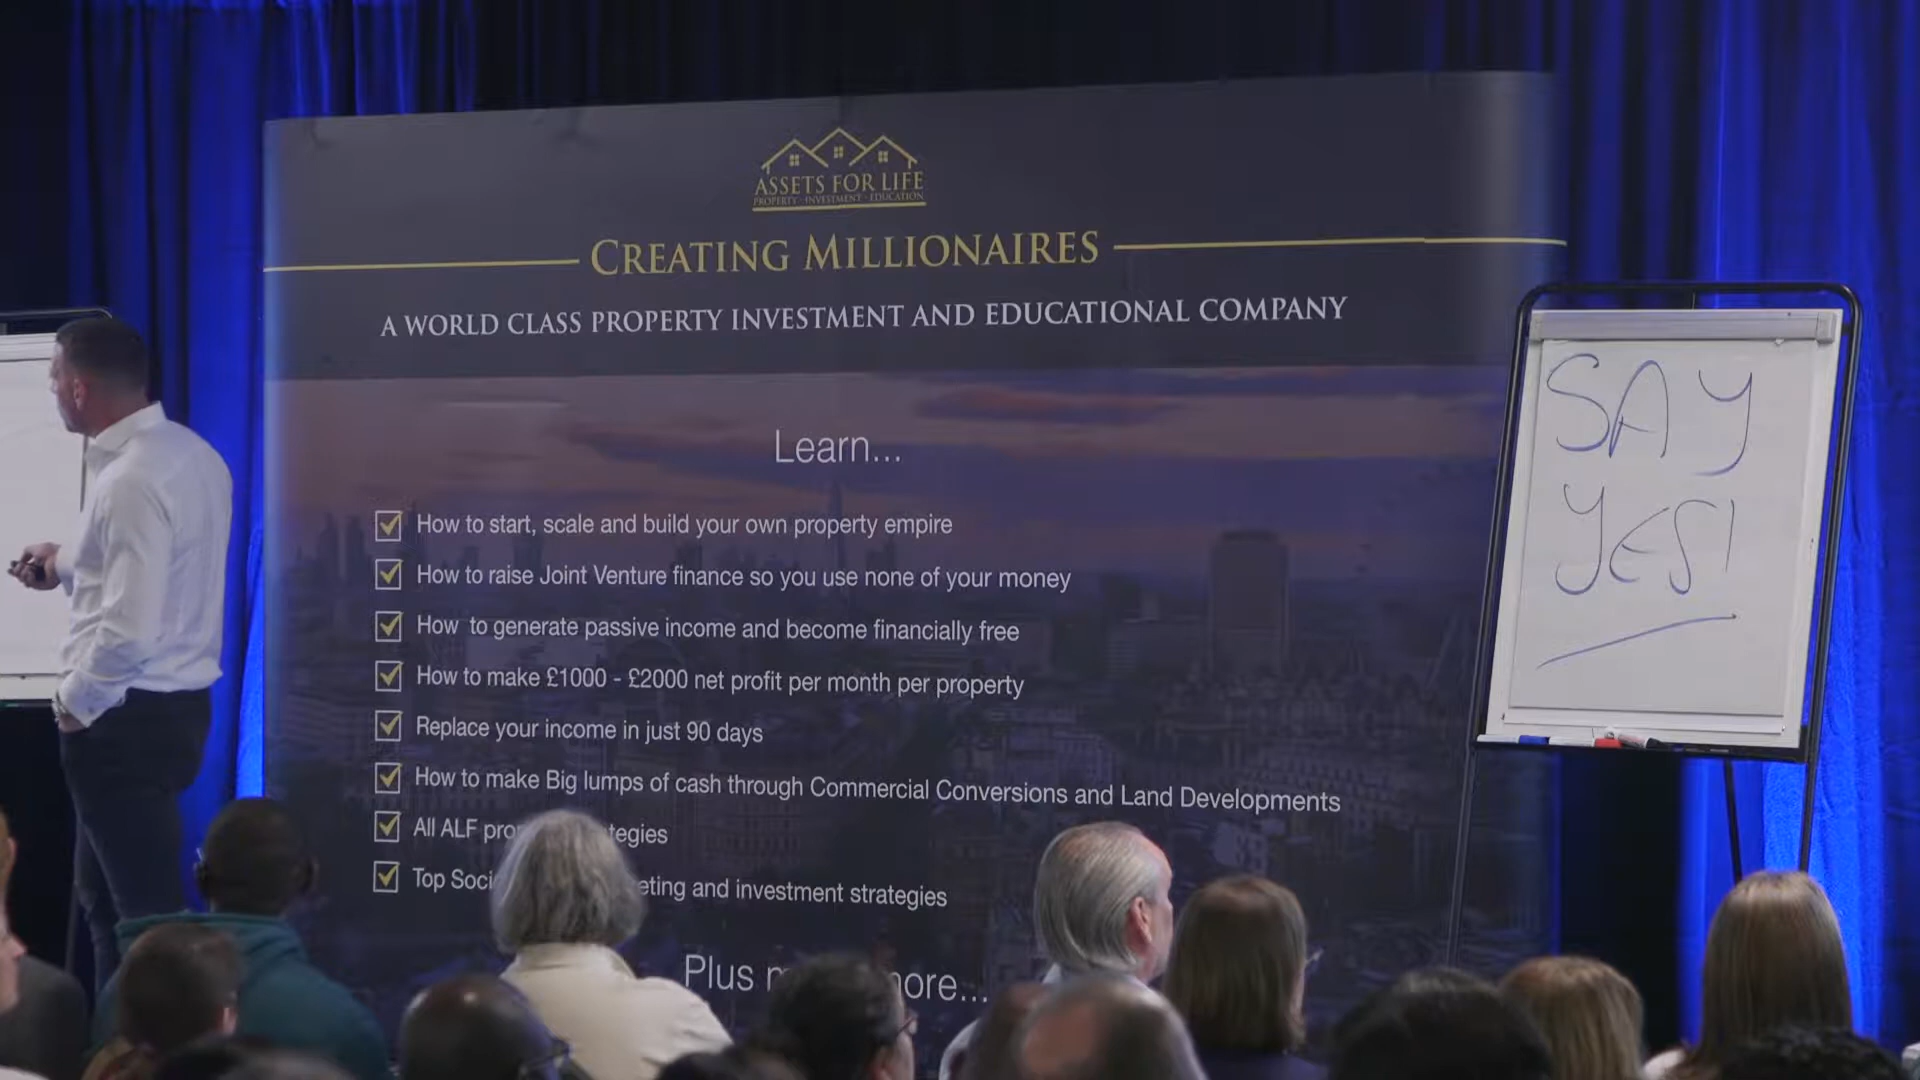 ASSETS FOR LIFE
PROPERTY - INVESTMENT - EDUCATION
CREATING MILLIONAIRES
A WORLD CLASS PROPERTY INVESTMENT AND EDUCATIONAL COMPANY
Learn...
How to start, scale and build your own property empire
How to raise Joint Venture finance so you use none of your money
How to generate passive income and become financially free
How to make £1000 - £2000 net profit per month per property
Replace your income in just 90 days
How to make Big lumps of cash through Commercial Conversions and Land Developments
All ALF
Top and investment strategies
Plus
SAY
YES!